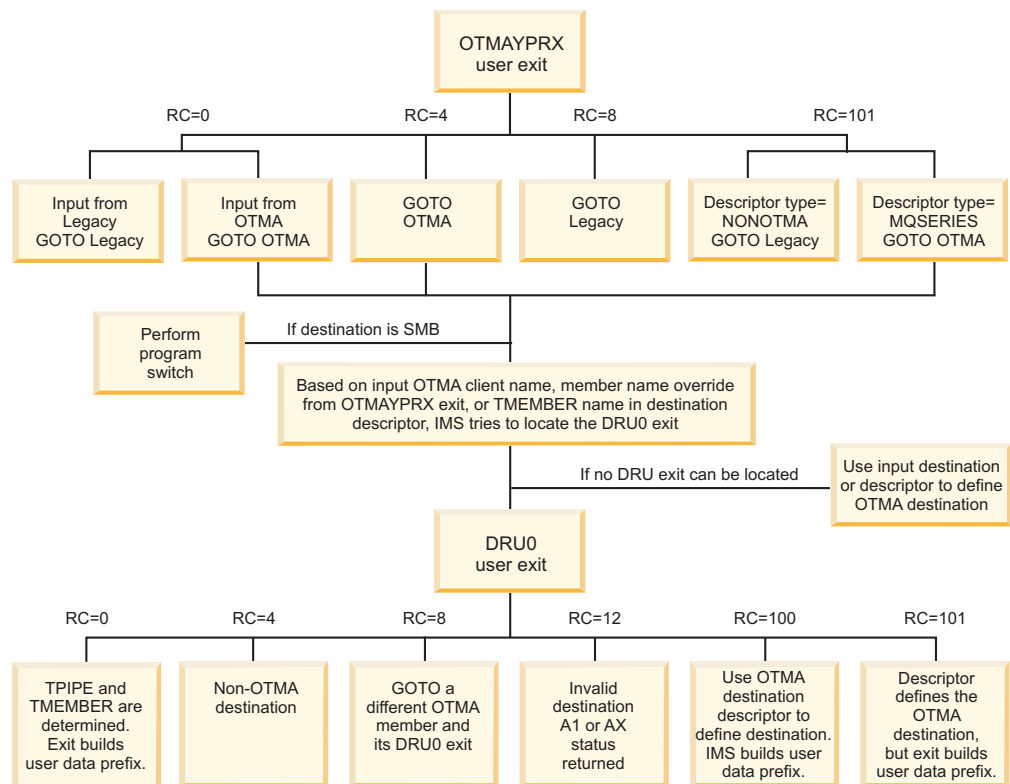 OTMAYPRX
user exit
RC=0
RC=4
RC=8
RC=101
Input from
Legacy
GOTO Legacy
Input from
OTMA
GOTO OTMA
GOTO
OTMA
GOTO
Legacy
Descriptor type=
NONOTMA
GOTO Legacy
Descriptor type=
MQSERIES
GOTO OTMA
Perform
program
switch
If destination is SMB
Based on input OTMA client name, member name override
from OTMAYPRX exit, or TMEMBER name in destination
descriptor, IMS tries to locate the DRU0 exit
If no DRU exit can be located
Use input destination
or descriptor to define
OTMA destination
DRU0
user exit
RC=0
RC=4
RC=8
RC=12
RC=100
RC=101
TPIPE and
TMEMBER are
determined.
Exit builds
user data prefix.
Non-OTMA
destination
GOTO a
different OTMA
member and
its DRU0 exit
Invalid
destination
A1 or AX
status
returned
Use OTMA
destination
descriptor to
define destination.
IMS builds user
data prefix.
Descriptor
defines the
OTMA
destination,
but exit builds
user data prefix.